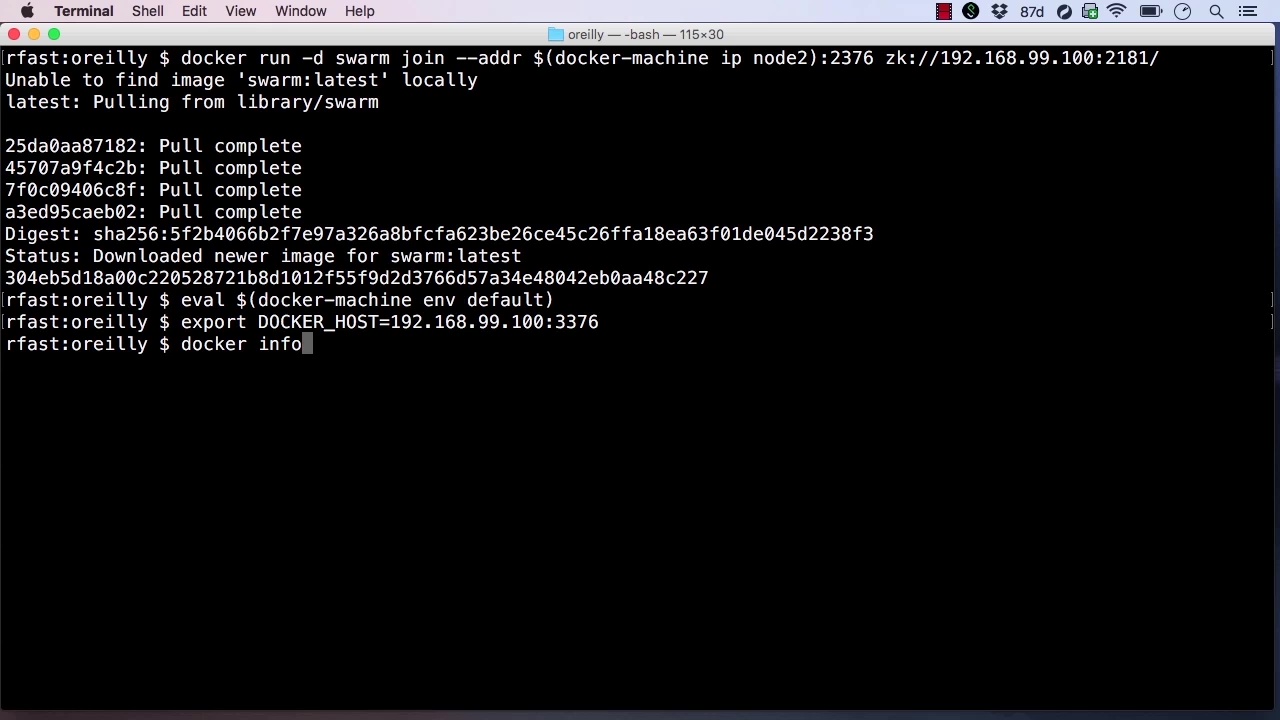 Terminal Shell Edit View Window Help 87d
oreilly — -bash — 115×30
[rfast:oreilly $ docker run -d swarm join --addr $(docker-machine ip node2):2376 zk://192.168.99.100:2181/ ]
Unable to find image 'swarm:latest' locally
latest: Pulling from library/swarm
25da0aa87182: Pull complete
45707a9f4c2b: Pull complete
7f0c09406c8f: Pull complete
a3ed95caeb02: Pull complete
Digest: sha256:5f2b4066b2f7e97a326a8bfcfa623be26ce45c26ffa18ea63f01de045d2238f3
Status: Downloaded newer image for swarm:latest
304eb5d18a00c220528721b8d1012f55f9d2d3766d57a34e48042eb0aa48c227
[rfast:oreilly $ eval $(docker-machine env default) ]
[rfast:oreilly $ export DOCKER_HOST=192.168.99.100:3376 ]
rfast:oreilly $ docker info